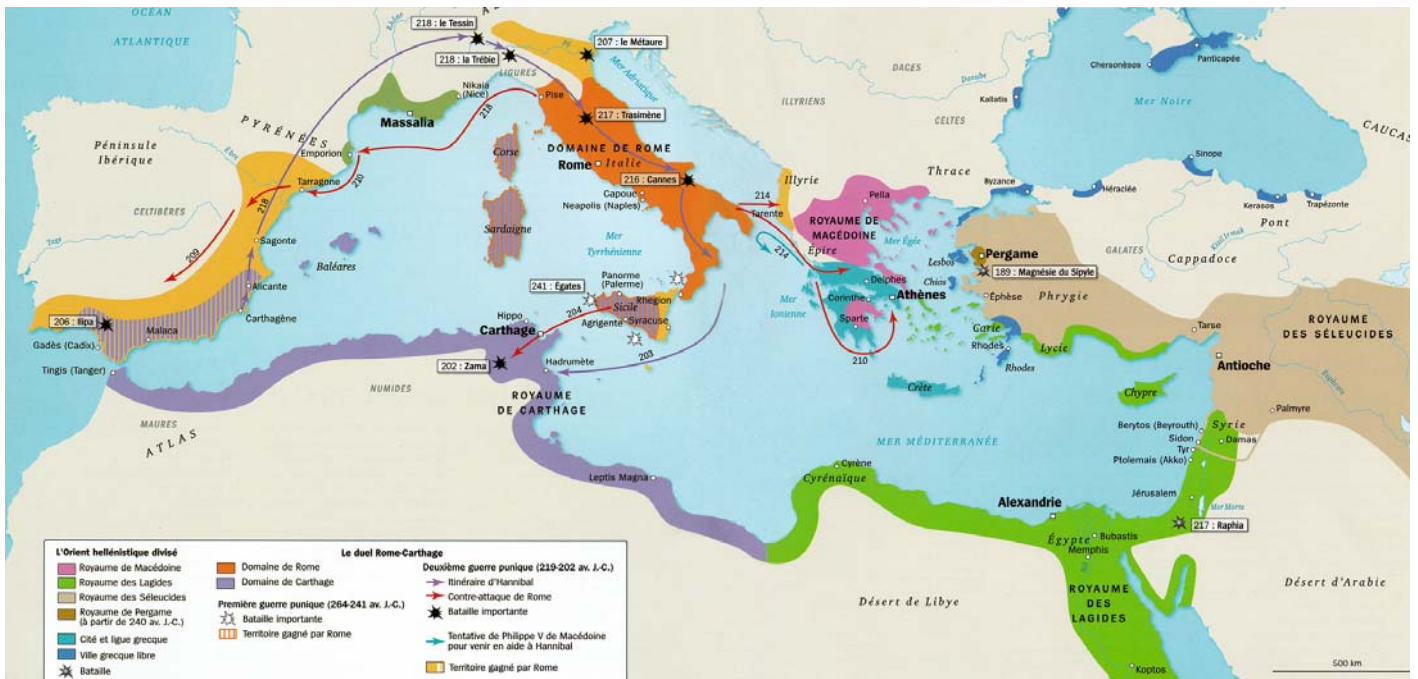 OCÉAN
ATLANTIQUE
Rhône
218 : le Tessin
218 : la Trébie
207 : le Métaure
LIGURES
Mer Adriatique
Nikaïa
(Nice)
Massalia
Pise
218
217 : Trasimène
Corse
DOMAINE DE ROME
Rome
Italie
216 : Cannes
Capoue
Neapolis (Naples)
Sardaigne
Mer
Tyrrhénienne
PYRÉNÉES
Péninsule
Ibérique
Emporion
210
Tarragone
CELTIBÈRES
Tage
218
209
Sagonte
Baléares
Alicante
Carthagène
206 : Ilipa
Malaca
Gadès (Cadix)
Tingis (Tanger)
MAURES
ATLAS
NUMIDES
241 : Égates
Panorme
(Palerme)
Rhégion
Sicile
Agrigente
Syracuse
204
203
Hippo
Carthage
202 : Zama
Hadrumète
ROYAUME
DE CARTHAGE
Leptis Magna
ILLYRIENS
DACES
Danube
CELTES
Illyrie
214
Tarente
214
Thrace
Pella
ROYAUME DE
MACÉDOINE
Épire
Mer Égée
Delphes
Corinthe
Athènes
Sparte
Mer
Ionienne
210
Crète
Chersonèsos
Panticapée
Kallatis
Mer Noire
CAUCAS
Sinope
Byzance
Héraclée
Kerasos
Trapézonte
Pont
Kizil Irmak
GALATES
Cappadoce
Pergame
Lesbos
189 : Magnésie du Sipyle
Chios
Éphèse
Phrygie
Carie
Rhodes
Rhodes
Lycie
Tarse
ROYAUME
DES SÉLEUCIDES
Antioche
Euphrate
Chypre
Palmyre
Syrie
Berytos (Beyrouth)
Sidon
Damas
Tyr
Ptolemaïs (Akko)
Jérusalem
Mer Morte
217 : Raphia
MER MÉDITERRANÉE
Cyrène
Cyrénaïque
Alexandrie
Égypte
Bubastis
Memphis
ROYAUME
DES
LAGIDES
Koptos
Désert de Libye
Désert d'Arabie
500 km
L'Orient hellénistique divisé
Royaume de Macédoine
Royaume des Lagides
Royaume des Séleucides
Royaume de Pergame
(à partir de 240 av. J.-C.)
Cité et ligue grecque
Ville grecque libre
Bataille
Le duel Rome-Carthage
Domaine de Rome
Domaine de Carthage
Première guerre punique (264-241 av. J.-C.)
Bataille importante
Territoire gagné par Rome
Deuxième guerre punique (219-202 av. J.-C.)
Itinéraire d'Hannibal
Contre-attaque de Rome
Bataille importante
Tentative de Philippe V de Macédoine
pour venir en aide à Hannibal
Territoire gagné par Rome